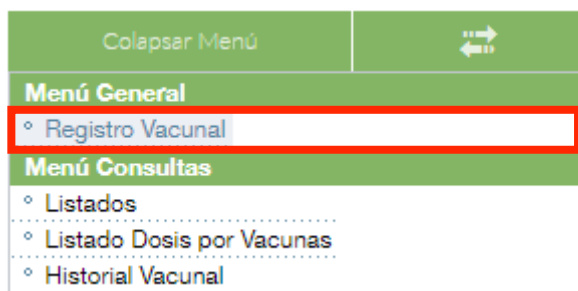 Colapsar Menú
Menú General
Registro Vacunal
Menú Consultas
Listados
Listado Dosis por Vacunas
Historial Vacunal